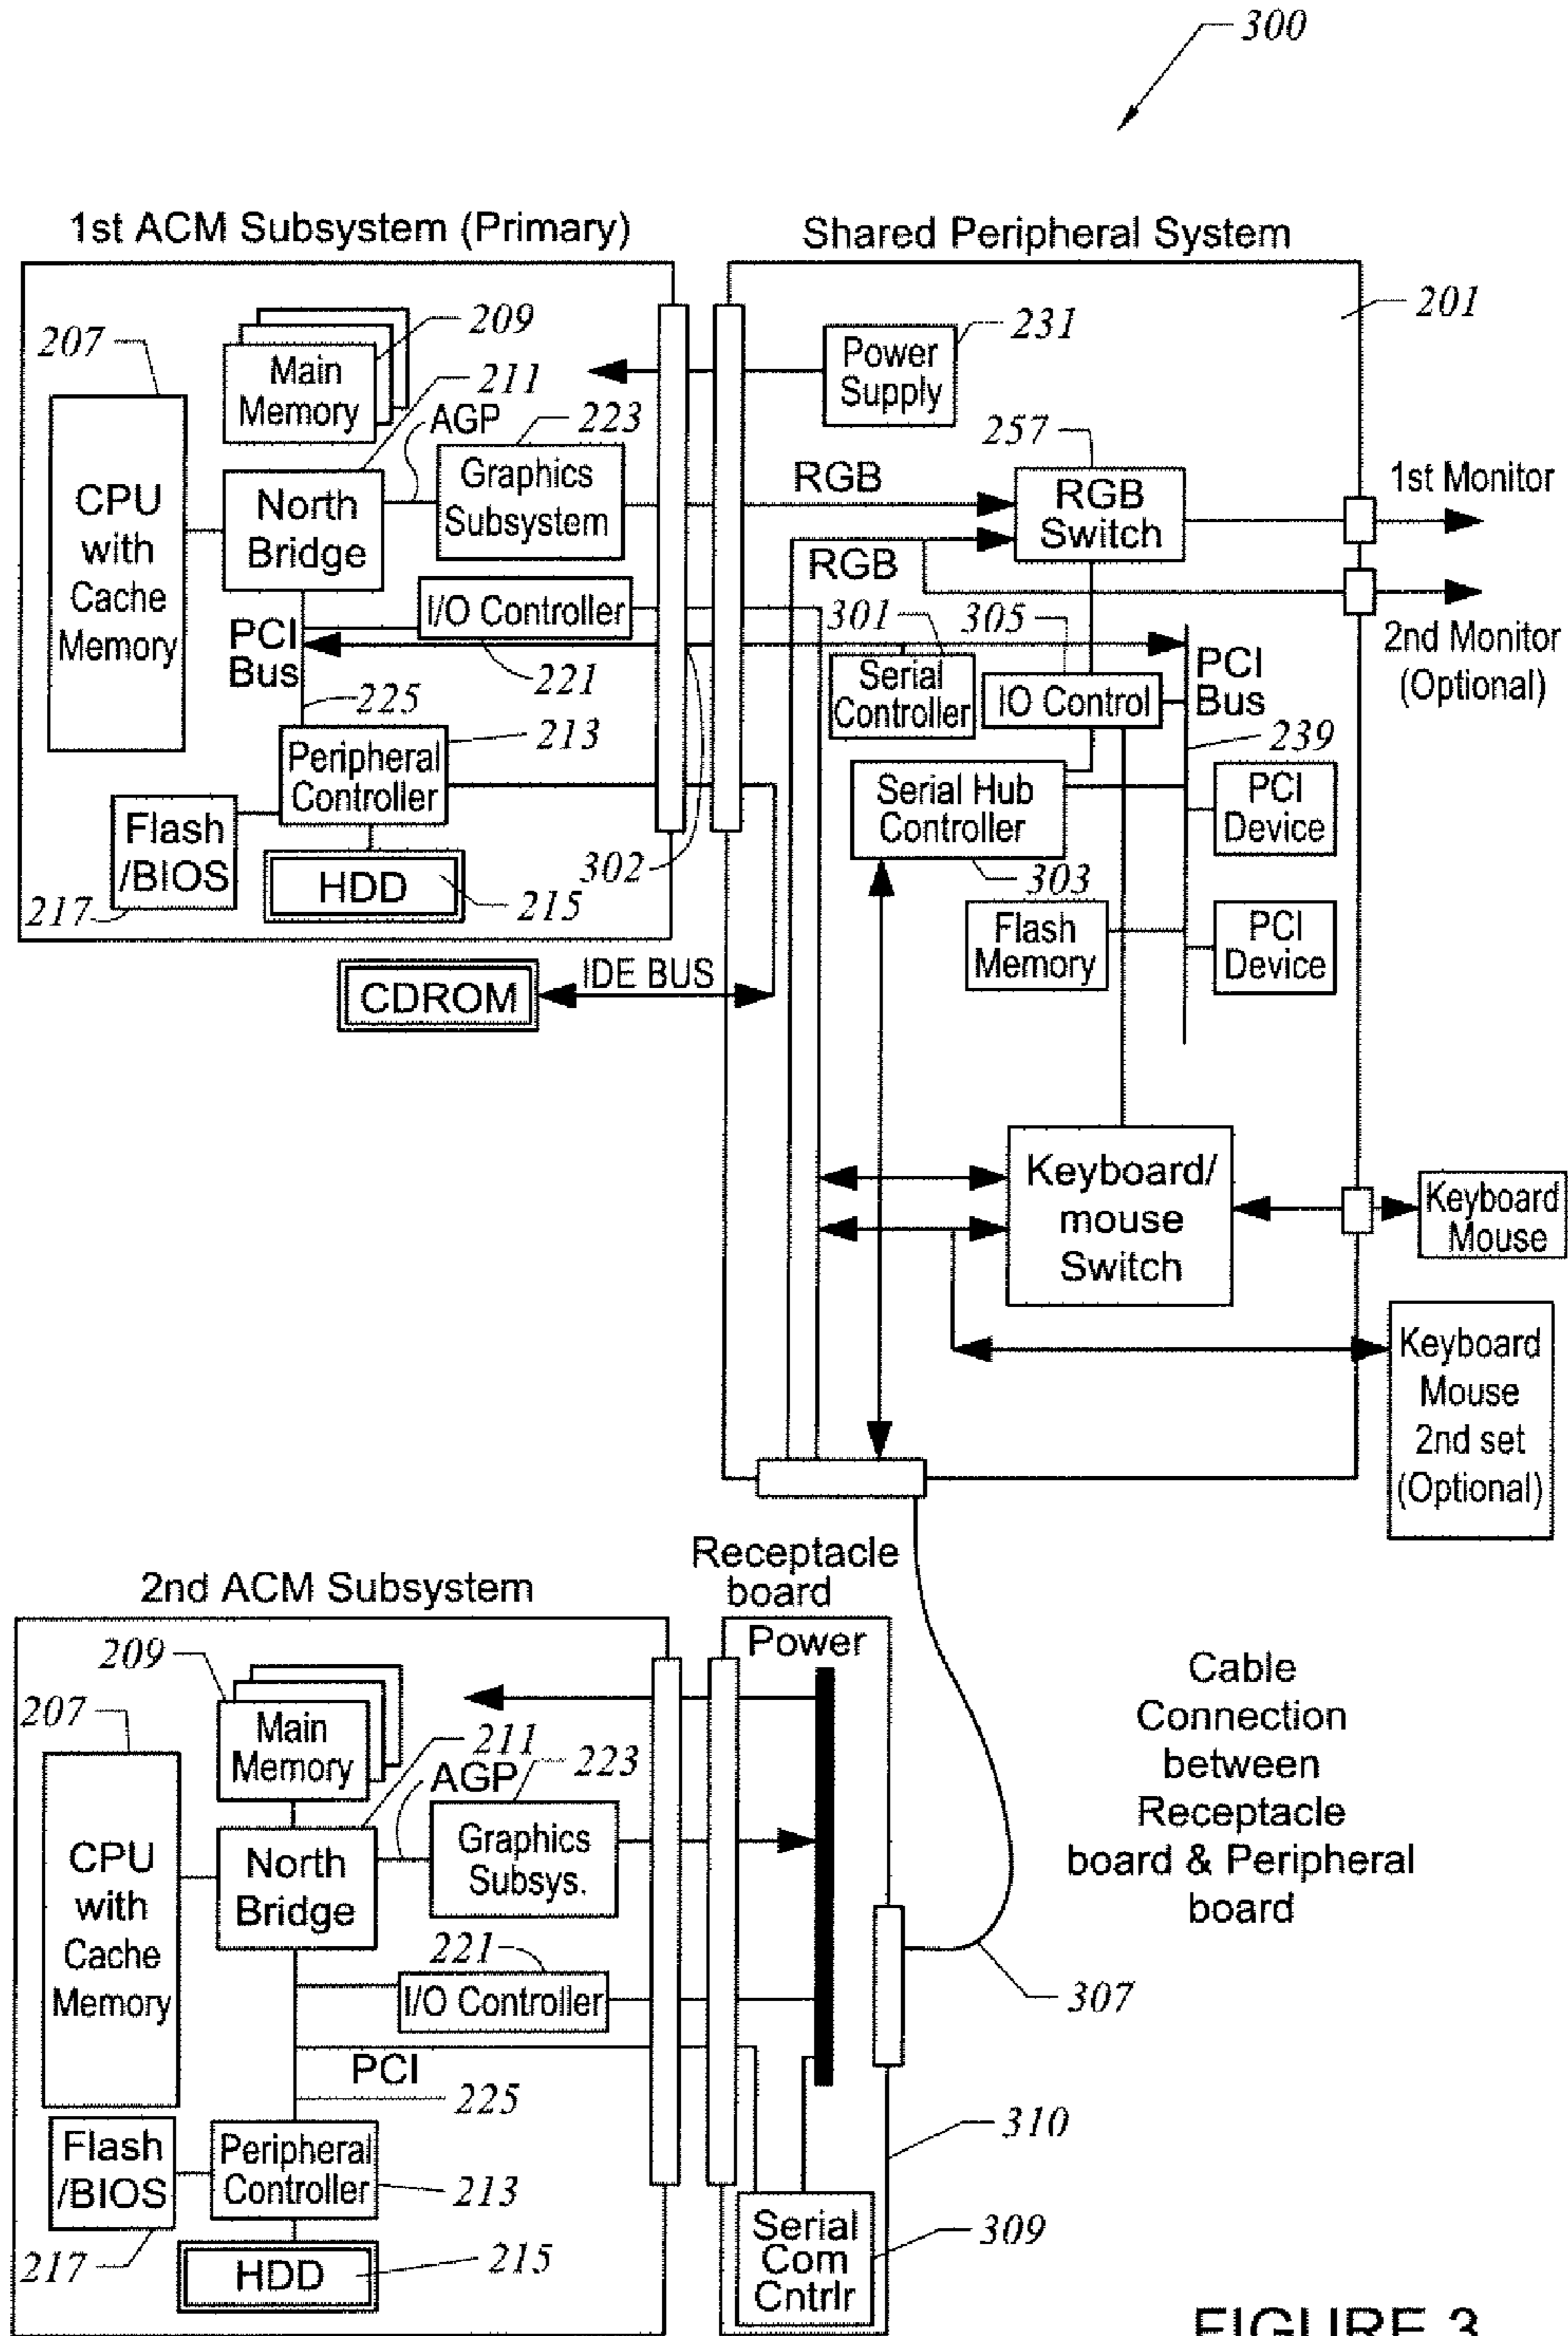 300
1st ACM Subsystem (Primary)
Shared Peripheral System
201
207
209
Main
Memory
211
AGP
223
CPU
with
Cache
Memory
North
Bridge
Graphics
Subsystem
I/O Controller
221
PCI
Bus
225
213
Peripheral
Controller
Flash
/BIOS
217
HDD
215
302
CDROM
IDE BUS
Power
Supply
231
257
RGB
RGB
Switch
RGB
1st Monitor
2nd Monitor
(Optional)
301
305
Serial
Controller
IO Control
PCI
Bus
239
Serial Hub
Controller
303
PCI
Device
Flash
Memory
PCI
Device
Keyboard/
mouse
Switch
Keyboard
Mouse
Keyboard
Mouse
2nd set
(Optional)
2nd ACM Subsystem
Receptacle
board
Power
209
207
Main
Memory
211
AGP
223
CPU
with
Cache
Memory
North
Bridge
Graphics
Subsys.
221
I/O Controller
PCI
225
Flash
/BIOS
217
Peripheral
Controller
213
HDD
215
Cable
Connection
between
Receptacle
board & Peripheral
board
307
310
Serial
Com
Cntrlr
309
FIGURE 3